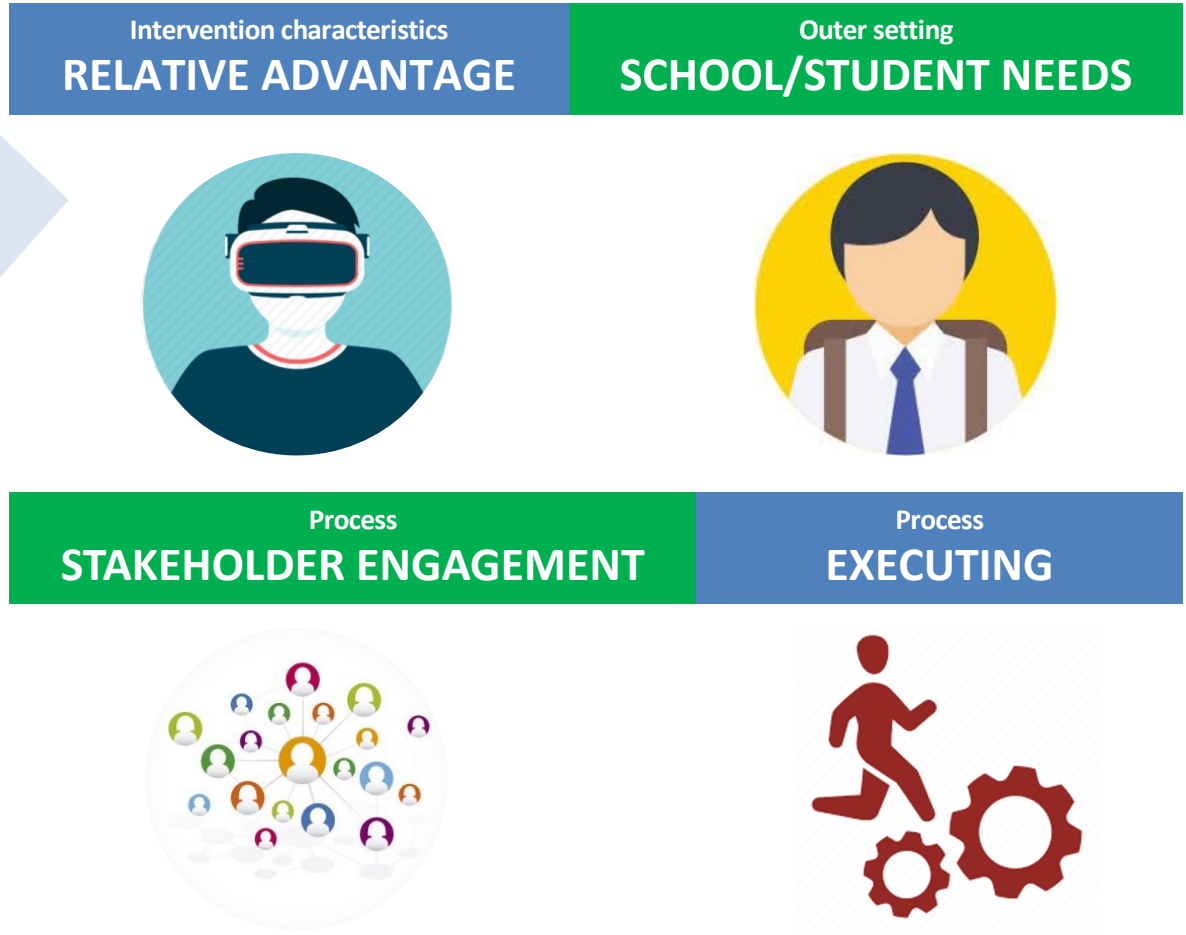 Intervention characteristics
RELATIVE ADVANTAGE
Outer setting
SCHOOL/STUDENT NEEDS
Process
STAKEHOLDER ENGAGEMENT
Process
EXECUTING